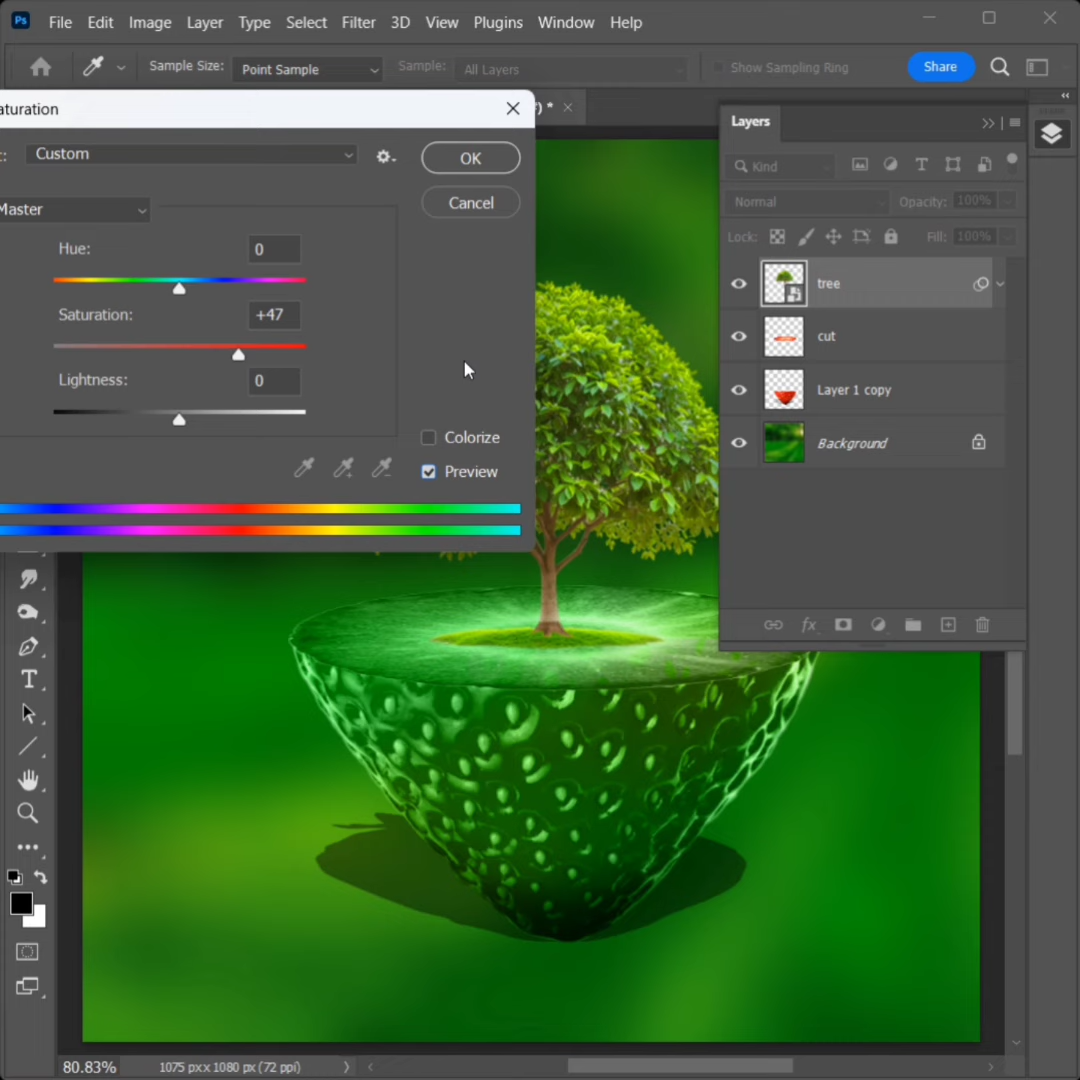 Ps File Edit Image Layer Type Select Filter 3D View Plugins Window Help
Sample Size: Point Sample Sample: All Layers Show Sampling Ring Share
aturation
f) *
Custom
OK
Master
Cancel
Hue: 0
Saturation: +47
Lightness: 0
Colorize
Preview
Layers
Kind
Normal Opacity: 100%
Lock: Fill: 100%
tree
cut
Layer 1 copy
Background
fx
80.83% 1075 px x 1080 px (72 ppi)